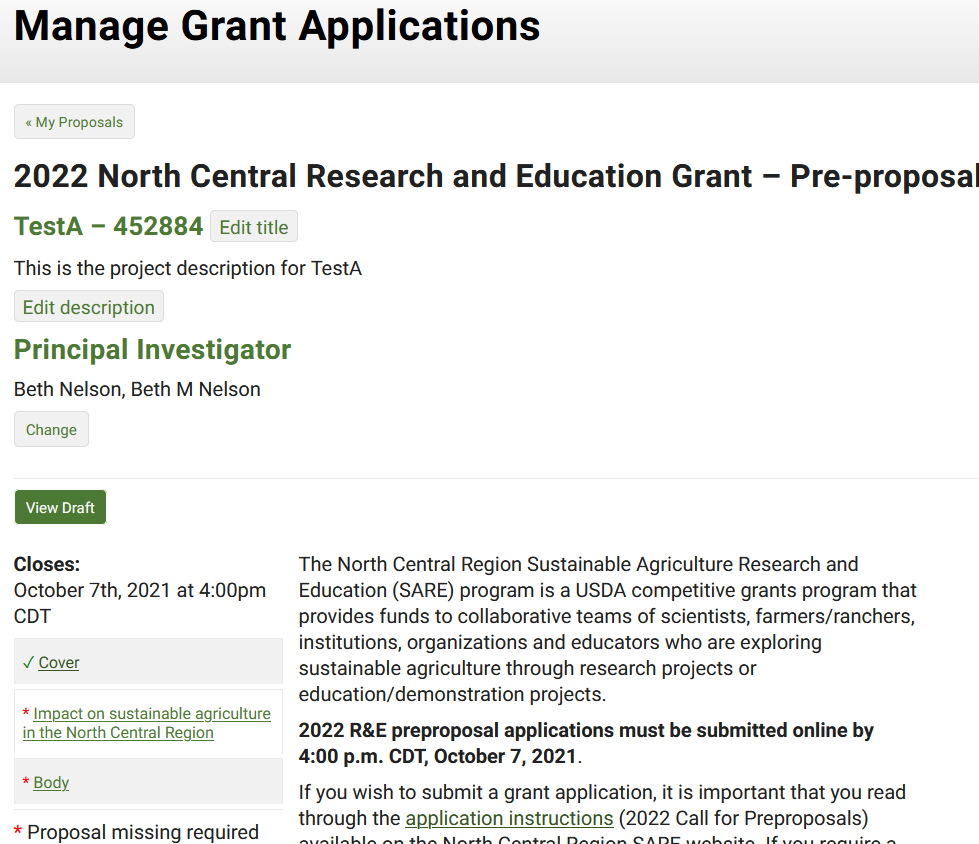 Manage Grant Applications
« My Proposals
2022 North Central Research and Education Grant – Pre-proposal
TestA – 452884 Edit title
This is the project description for TestA
Edit description
Principal Investigator
Beth Nelson, Beth M Nelson
Change
View Draft
Closes:
October 7th, 2021 at 4:00pm
CDT
✓ Cover
* Impact on sustainable agriculture
in the North Central Region
* Body
* Proposal missing required
The North Central Region Sustainable Agriculture Research and
Education (SARE) program is a USDA competitive grants program that
provides funds to collaborative teams of scientists, farmers/ranchers,
institutions, organizations and educators who are exploring
sustainable agriculture through research projects or
education/demonstration projects.
2022 R&E preproposal applications must be submitted online by
4:00 p.m. CDT, October 7, 2021.
If you wish to submit a grant application, it is important that you read
through the application instructions (2022 Call for Preproposals)
available on the North Central Region SARE website. If you require a